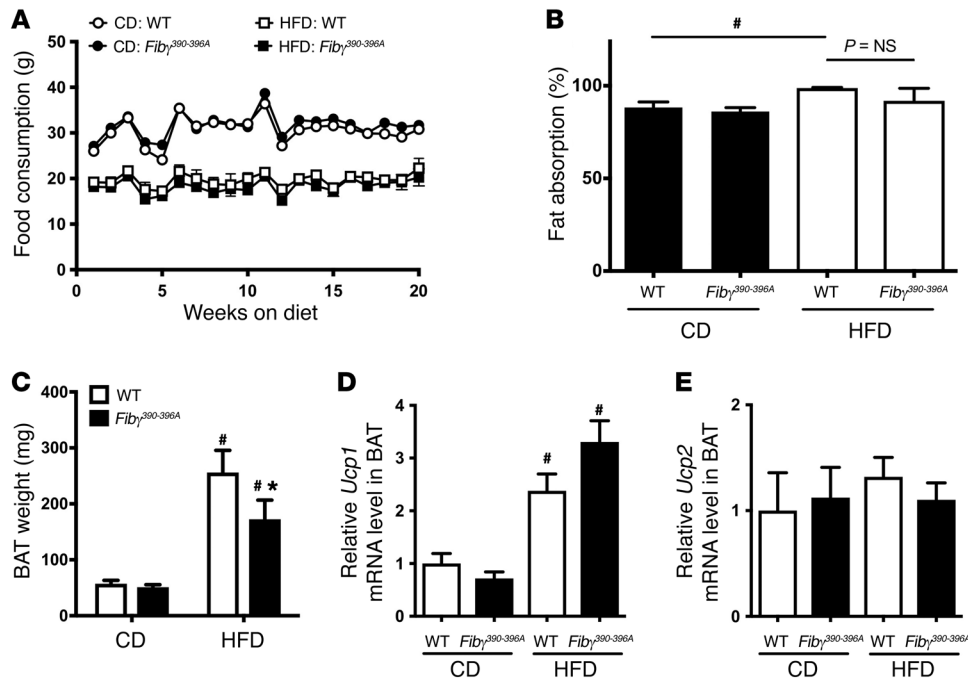 A
CD: WT
HFD: WT
CD: Fibγ390-396A
HFD: Fibγ390-396A
Food consumption (g)
50
40
30
20
10
0
0 5 10 15 20
Weeks on diet
B
#
P = NS
Fat absorption (%)
100
50
0
WT Fibγ390-396A WT Fibγ390-396A
CD HFD
C
WT
Fibγ390-396A
BAT weight (mg)
400
300
200
100
0
#
# *
CD HFD
D
Relative Ucp1
mRNA level in BAT
4
3
2
1
0
#
#
WT Fibγ390-396A WT Fibγ390-396A
CD HFD
E
Relative Ucp2
mRNA level in BAT
2
1
0
WT Fibγ390-396A WT Fibγ390-396A
CD HFD